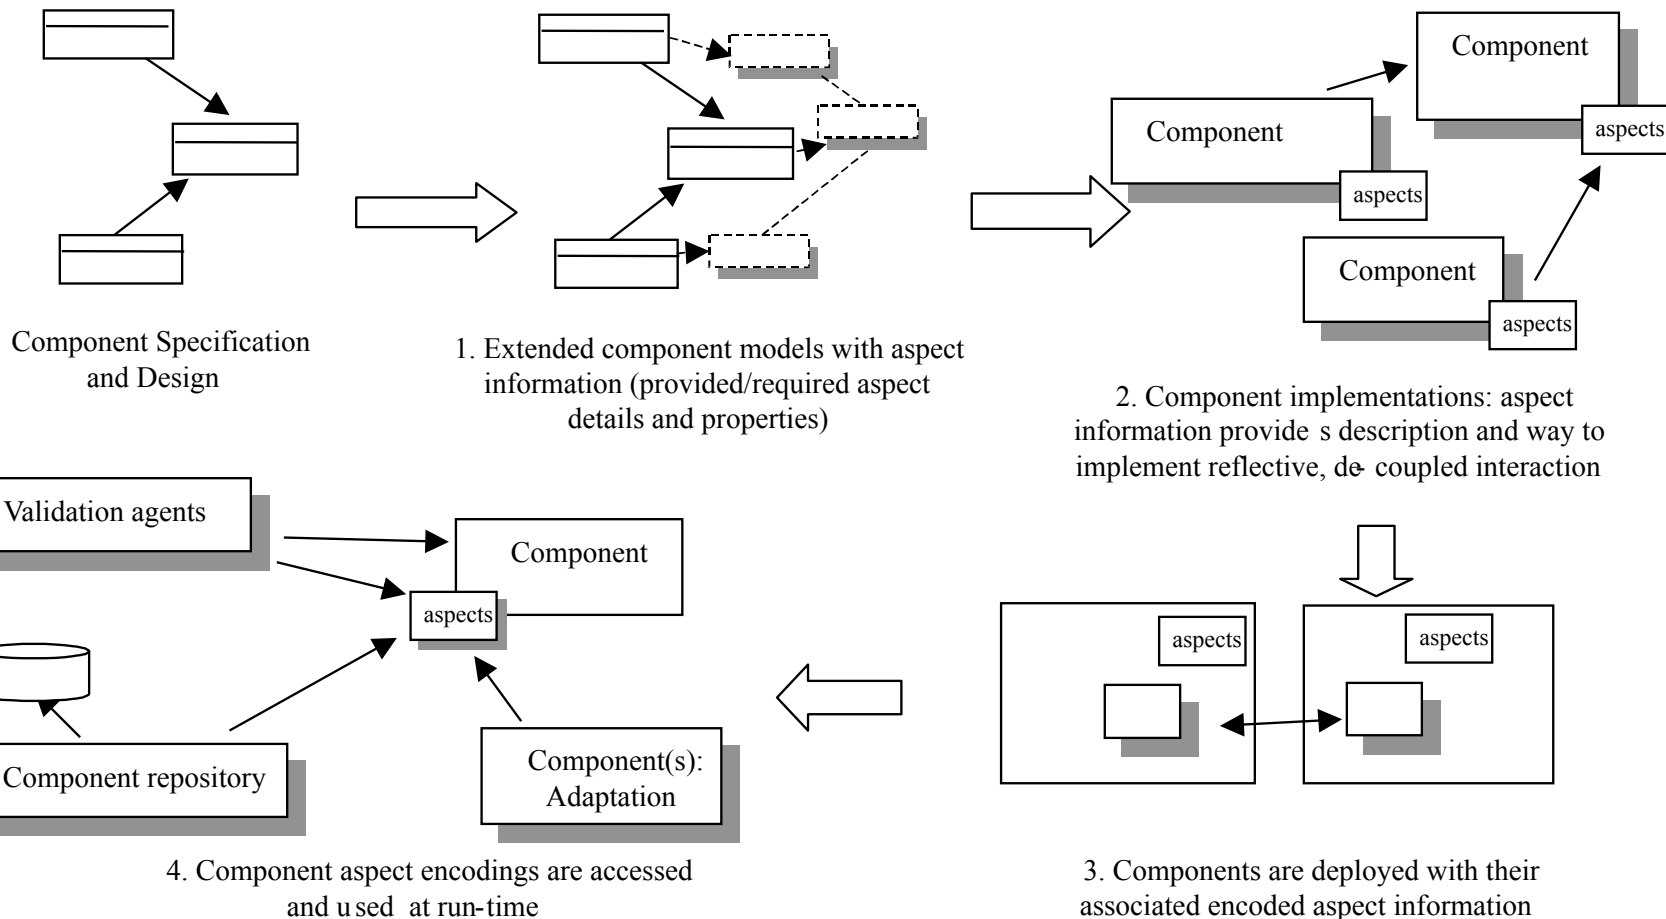 Component
Component
aspects
aspects
Component
aspects
Component Specification
and Design
1. Extended component models with aspect
information (provided/required aspect
details and properties)
2. Component implementations: aspect
information provide s description and way to
implement reflective, de- coupled interaction
Validation agents
Component
aspects
aspects
aspects
Component repository
Component(s):
Adaptation
4. Component aspect encodings are accessed
and used at run-time
3. Components are deployed with their
associated encoded aspect information